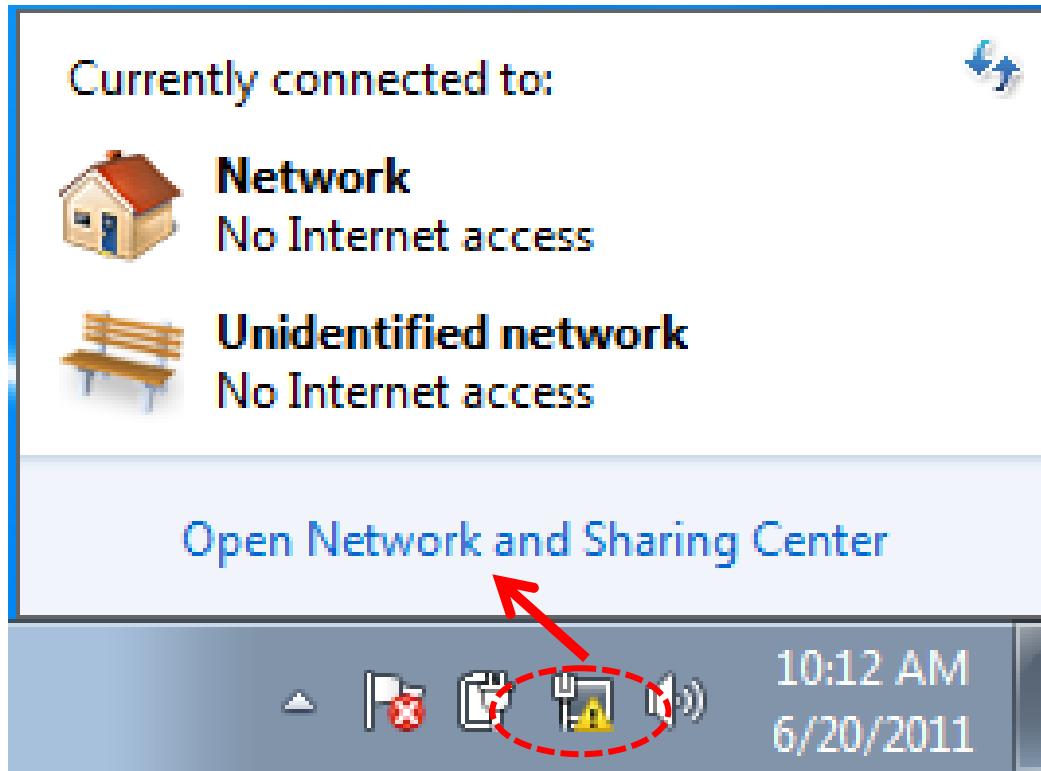 Currently connected to:
Network
No Internet access
Unidentified network
No Internet access
Open Network and Sharing Center
10:12 AM
6/20/2011